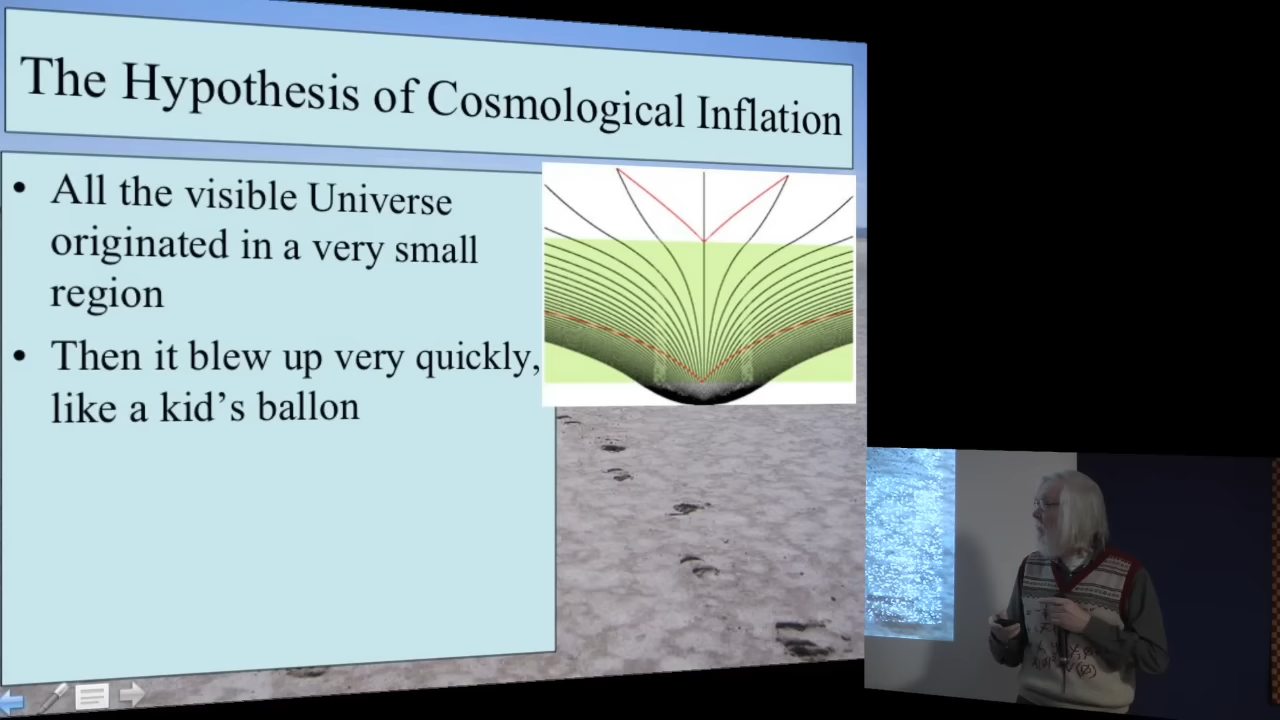 The Hypothesis of Cosmological Inflation
• All the visible Universe
originated in a very small
region
• Then it blew up very quickly,
like a kid's ballon